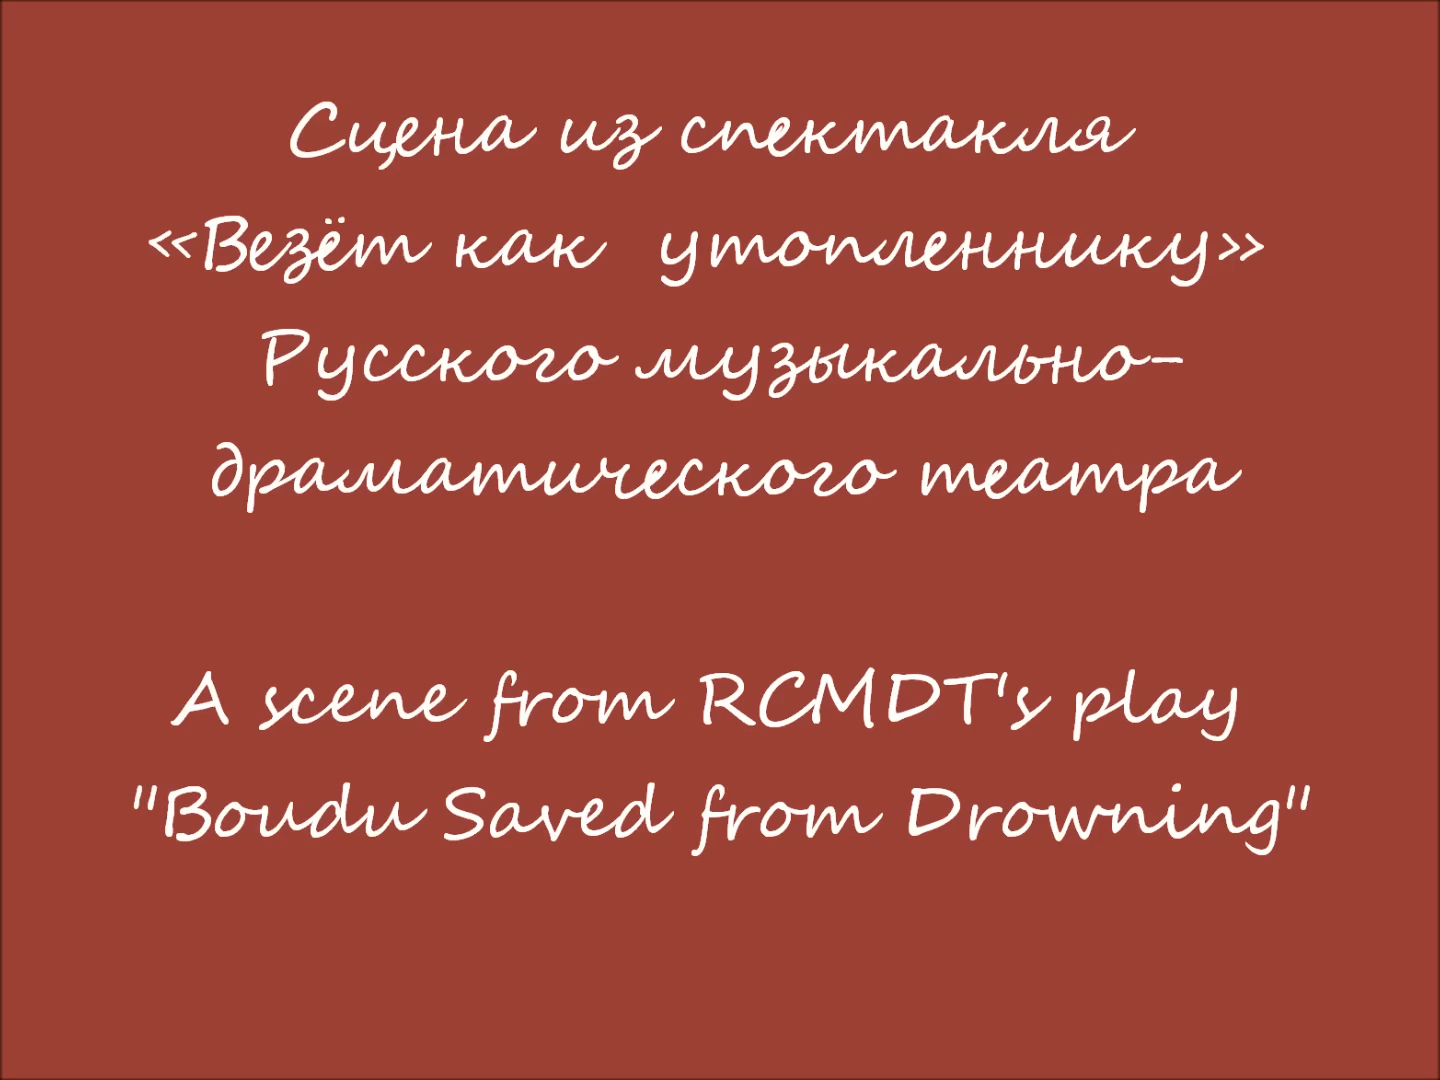 Сцена из спектакля
«Везёт как утопленнику»
Русского музыкально-
драматического театра
A scene from RCMDT's play
"Boudu Saved from Drowning"